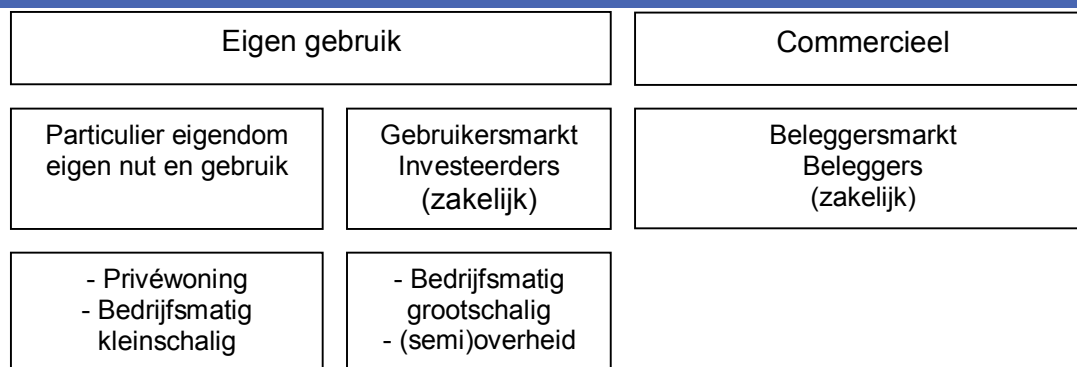 Eigen gebruik
Commercieel
Particulier eigendom
eigen nut en gebruik
Gebruikersmarkt
Investeerders
(zakelijk)
Beleggersmarkt
Beleggers
(zakelijk)
- Privéwoning
- Bedrijfsmatig
kleinschalig
- Bedrijfsmatig
grootschalig
- (semi)overheid